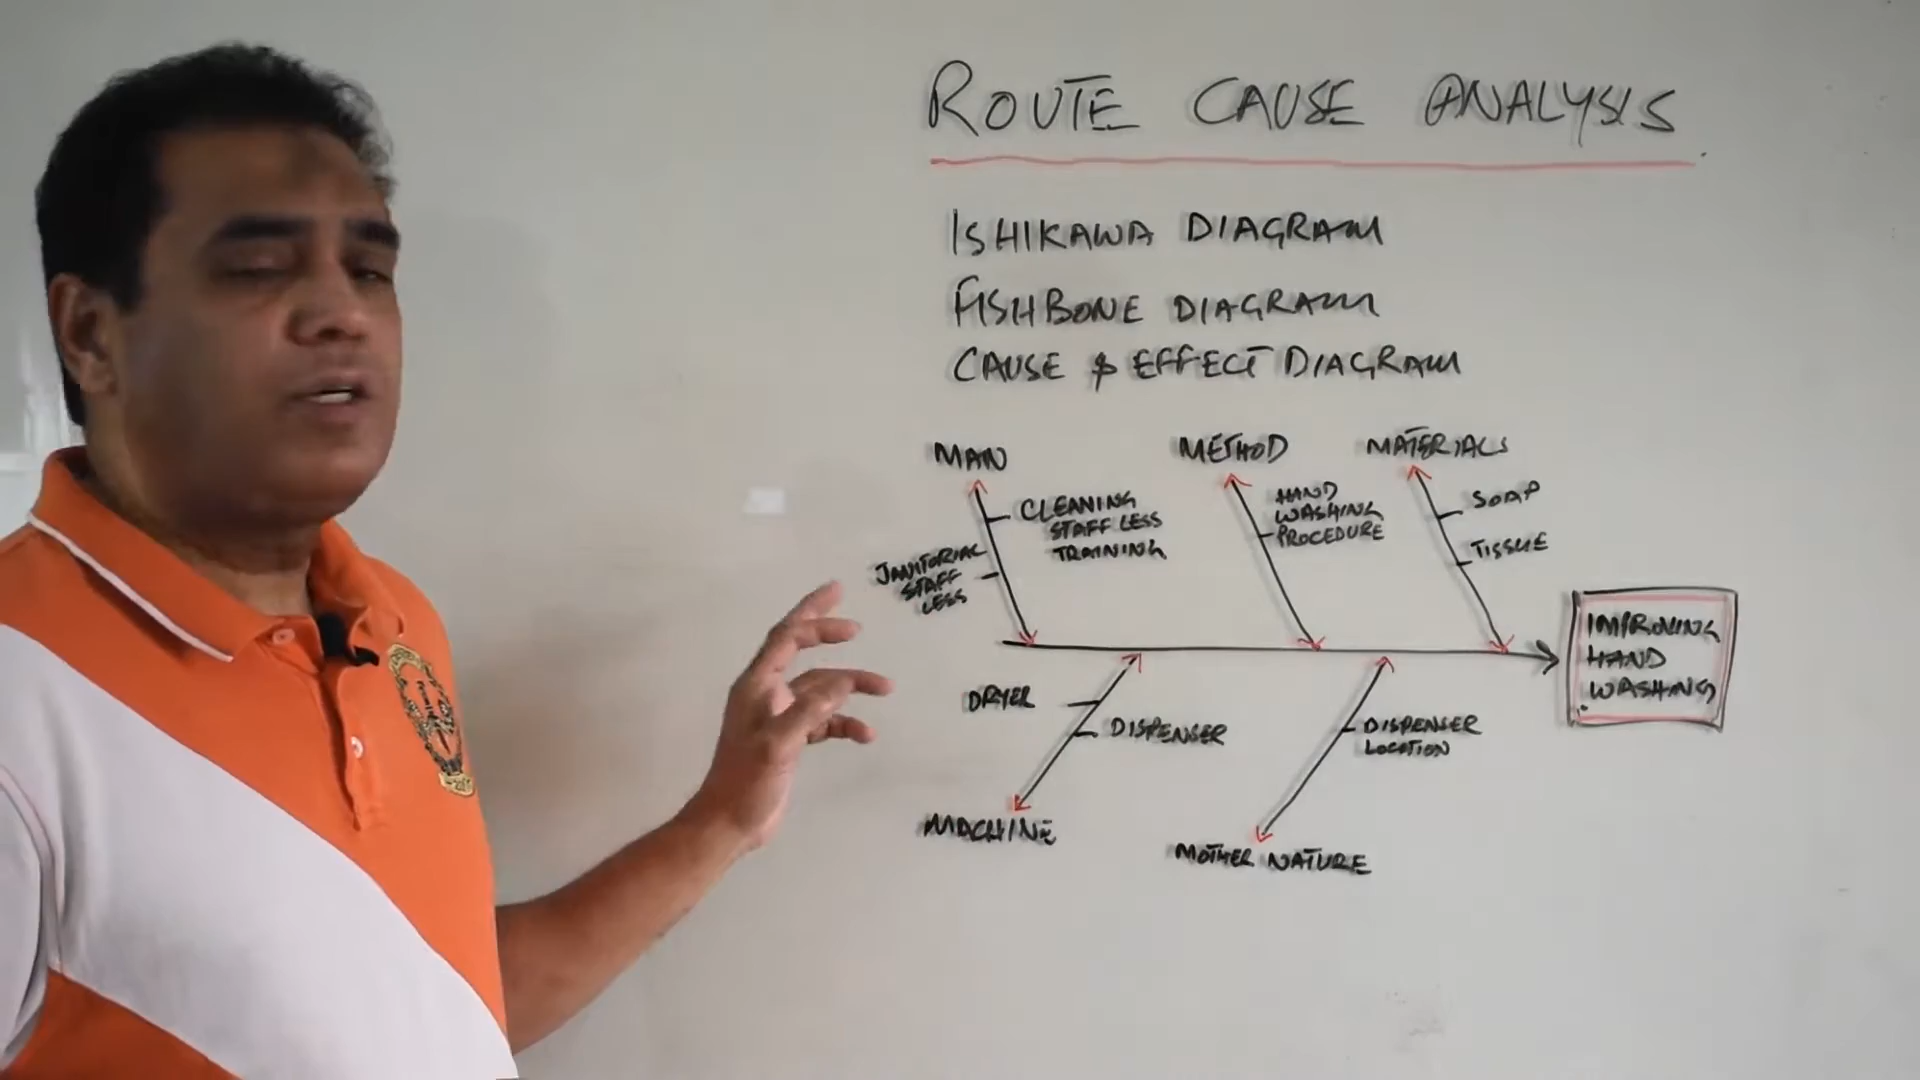 ROUTE CAUSE ANALYSIS
ISHIKAWA DIAGRAM
FISHBONE DIAGRAM
CAUSE & EFFECT DIAGRAM
MAN
METHOD
MATERIALS
CLEANING
STAFF LESS
TRAINING
JANITORIAL
STAFF
LESS
HAND
WASHING
PROCEDURE
SOAP
TISSUE
IMPROVING
HAND
WASHING
DRYER
DISPENSER
DISPENSER
LOCATION
MACHINE
MOTHER NATURE